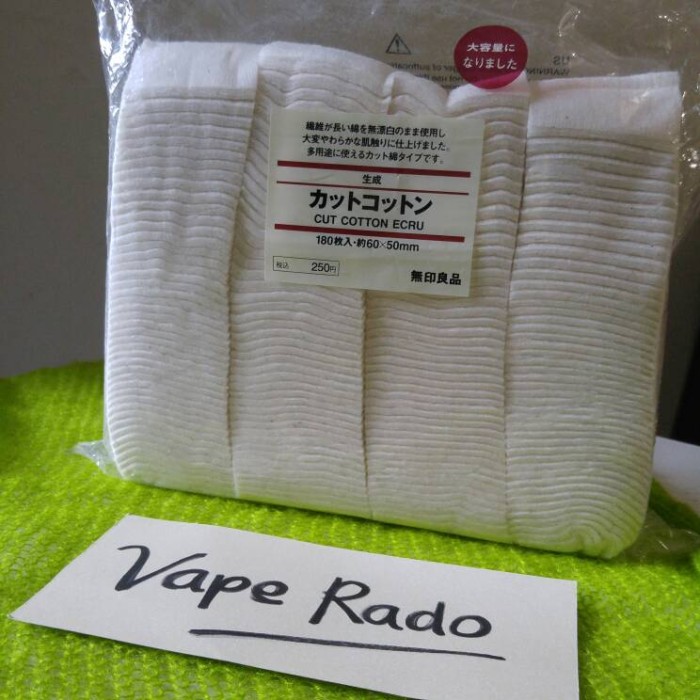 大容量に
なりました
US
WARNIN
繊維が長い綿を無漂白のまま使用し
大変やわらかな肌触りに仕上げました。
多用途に使えるカット綿タイプです。
生成
カットコットン
CUT COTTON ECRU
180枚入・約60×50mm
税込 250円
無印良品
Vape Rado